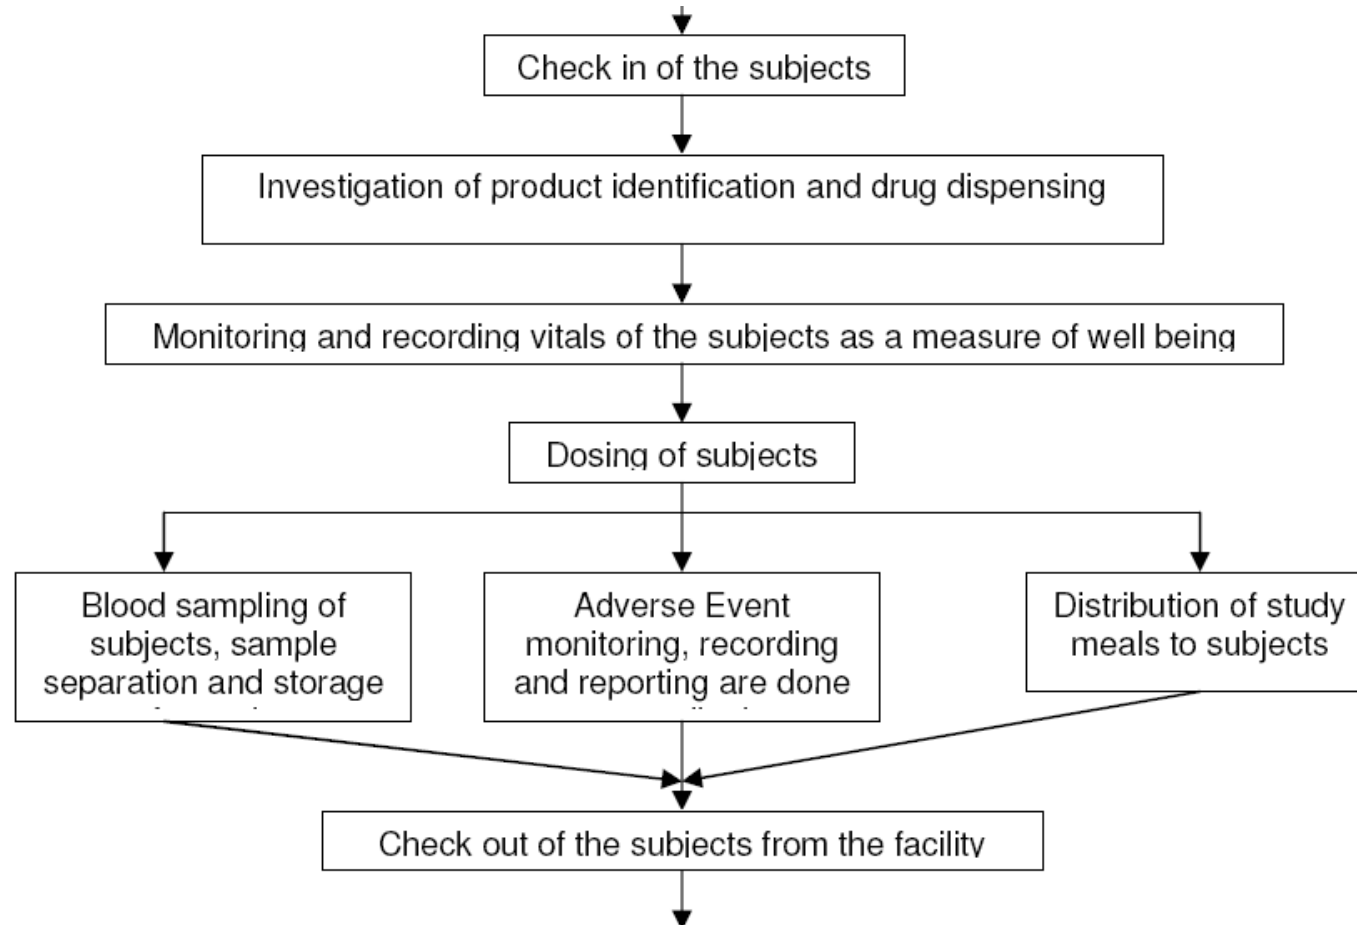 Check in of the subjects
Investigation of product identification and drug dispensing
Monitoring and recording vitals of the subjects as a measure of well being
Dosing of subjects
Blood sampling of
subjects, sample
separation and storage
Adverse Event
monitoring, recording
and reporting are done
Distribution of study
meals to subjects
Check out of the subjects from the facility